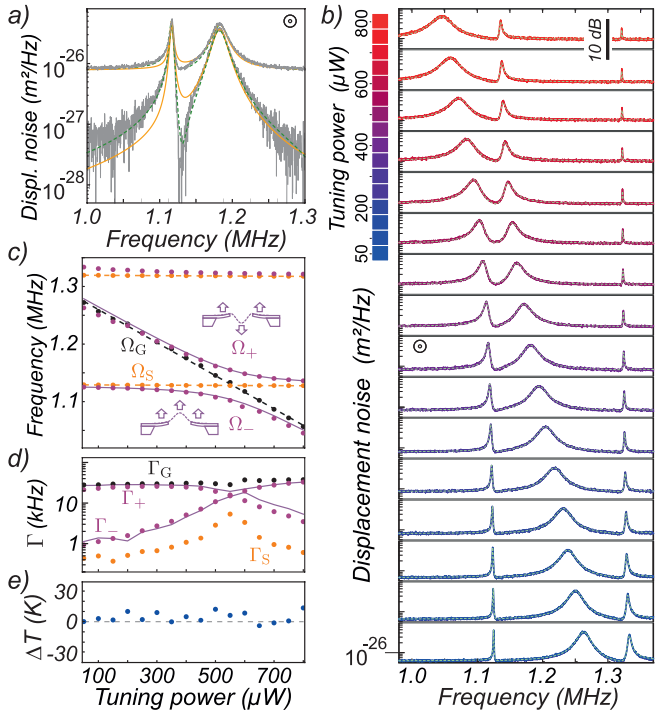 a)
Displ. noise (m²/Hz)
10⁻²⁶
10⁻²⁷
10⁻²⁸
1.0 1.1 1.2 1.3
Frequency (MHz)
b)
Tuning power (μW)
800
600
400
200
50
10 dB
Displacement noise (m²/Hz)
10⁻²⁶
1.0 1.1 1.2 1.3
Frequency (MHz)
c)
Frequency (MHz)
1.3
1.2
1.1
Ω_G
Ω_+
Ω_S
Ω_−
d)
Γ (kHz)
10
1
Γ_G
Γ_+
Γ_−
Γ_S
e)
ΔT (K)
30
0
-30
100 300 500 700
Tuning power (μW)